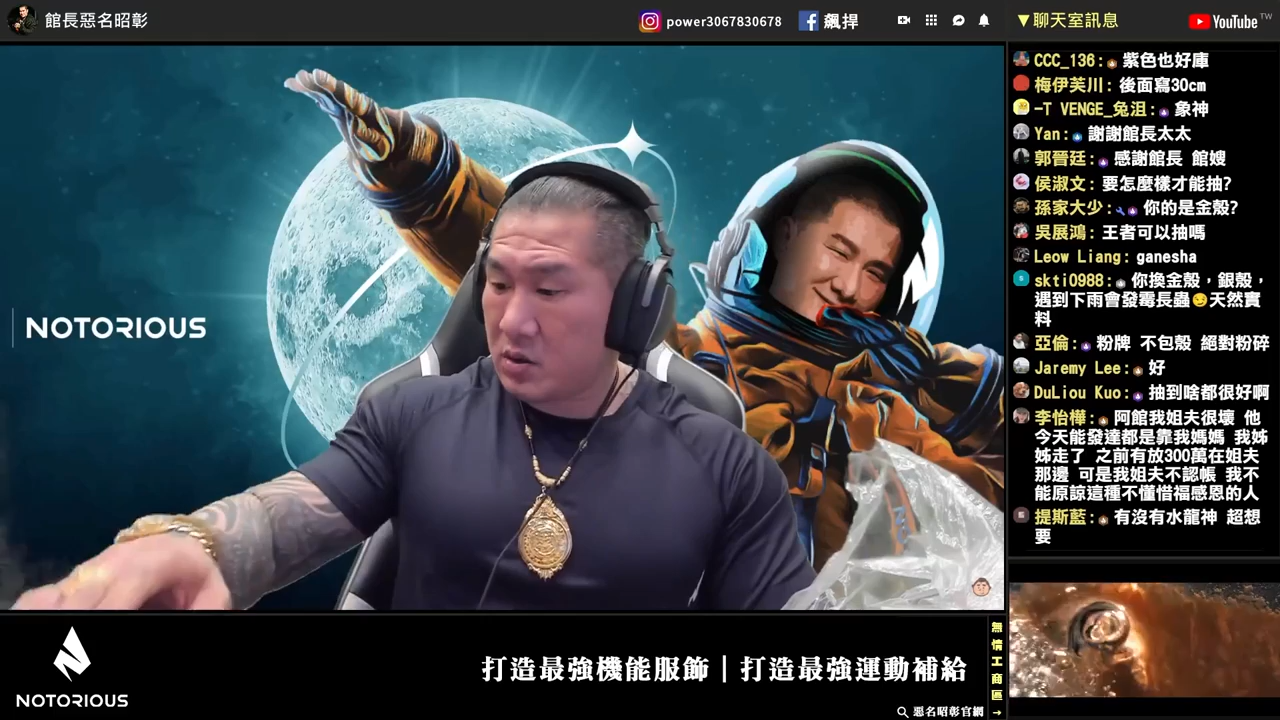 館長惡名昭彰
power3067830678
飆捍
▼聊天室訊息
YouTube TW
NOTORIOUS
CCC_136: 紫色也好庫
梅伊芙川: 後面寫30cm
-T VENGE_兔沮: 象神
Yan: 謝謝館長太太
郭晉廷: 感謝館長 館嫂
侯淑文: 要怎麼樣才能抽?
孫家大少: 你的是金殼?
吳展鴻: 王者可以抽嗎
Leow Liang: ganesha
skti0988: 你換金殼,銀殼,
遇到下雨會發霉長蟲😏天然實
料
亞倫: 粉牌 不包殼 絕對粉碎
Jaremy Lee: 好
DuLiou Kuo: 抽到啥都很好啊
李怡樺: 阿館我姐夫很壞 他
今天能發達都是靠我媽媽 我姊
姊走了 之前有放300萬在姐夫
那邊 可是我姐夫不認帳 我不
能原諒這種不懂惜福感恩的人
提斯藍: 有沒有水龍神 超想
要
NOTORIOUS
打造最強機能服飾|打造最強運動補給
惡名昭彰官網
無情工商區→